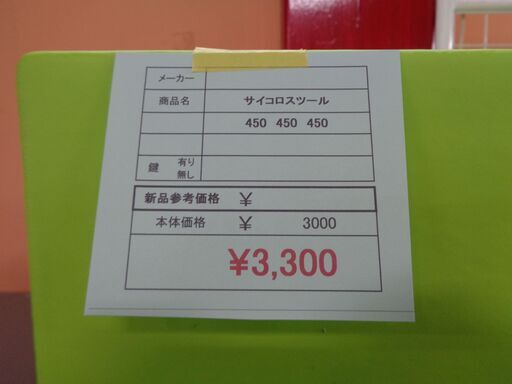 メーカー
商品名 サイコロスツール
450 450 450
鍵 有り 無し
新品参考価格 ¥
本体価格 ¥ 3000
¥3,300